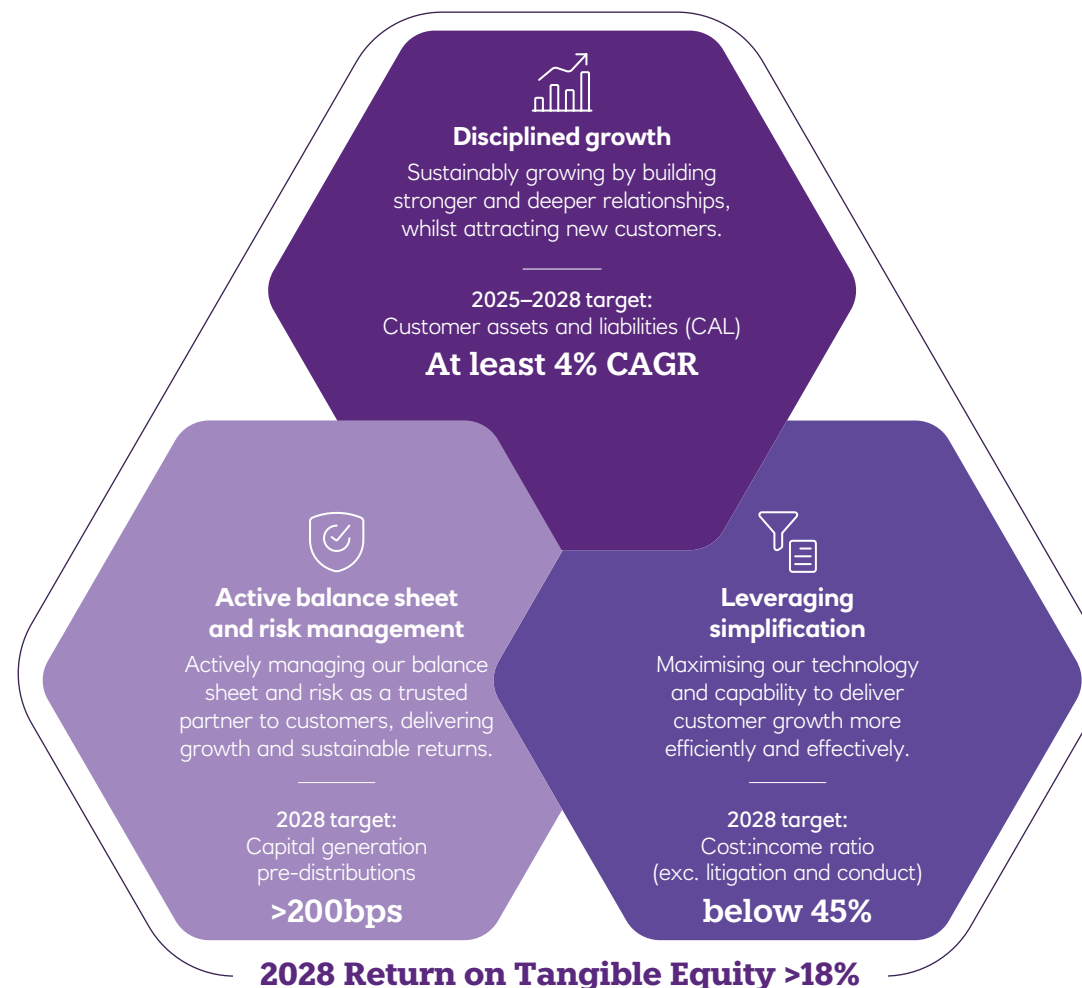 Disciplined growth
Sustainably growing by building
stronger and deeper relationships,
whilst attracting new customers.
2025–2028 target:
Customer assets and liabilities (CAL)
At least 4% CAGR
Active balance sheet
and risk management
Actively managing our balance
sheet and risk as a trusted
partner to customers, delivering
growth and sustainable returns.
2028 target:
Capital generation
pre-distributions
>200bps
Leveraging
simplification
Maximising our technology
and capability to deliver
customer growth more
efficiently and effectively.
2028 target:
Cost:income ratio
(exc. litigation and conduct)
below 45%
2028 Return on Tangible Equity >18%